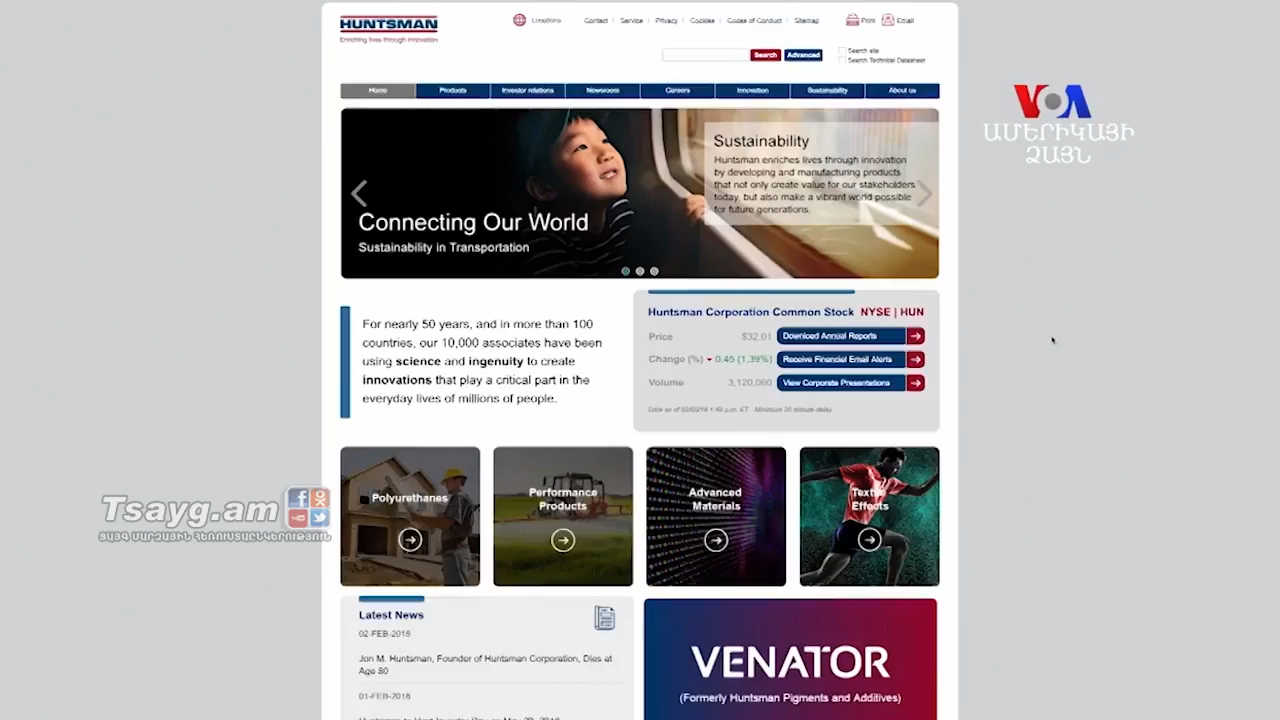 HUNTSMAN
Enriching lives through innovation
Locations
Contact
Service
Privacy
Cookies
Codes of Conduct
Sitemap
Print
Email
Search
Advanced
Search site
Search Technical Datasheet
Home
Products
Investor relations
Newsroom
Careers
Innovation
Sustainability
About us
VOA
ԱՄԵՐԻԿԱՅԻ
ՁԱՅՆ
Connecting Our World
Sustainability in Transportation
Sustainability
Huntsman enriches lives through innovation
by developing and manufacturing products
that not only create value for our stakeholders
today, but also make a vibrant world possible
for future generations.
For nearly 50 years, and in more than 100
countries, our 10,000 associates have been
using science and ingenuity to create
innovations that play a critical part in the
everyday lives of millions of people.
Huntsman Corporation Common Stock NYSE | HUN
Price $32.01
Download Annual Reports
Change (%) 0.45 (1.39%)
Receive Financial Email Alerts
Volume 3,120,060
View Corporate Presentations
Polyurethanes
Performance
Products
Advanced
Materials
Textile
Effects
Tsayg.am
ՑԱՅԳ ՄԱՐԶԱՅԻՆ ՀԵՌՈՒՍՏԱԸՆԿԵՐՈՒԹՅՈՒՆ
Latest News
02-FEB-2018
Jon M. Huntsman, Founder of Huntsman Corporation, Dies at
Age 80
01-FEB-2018
VENATOR
(Formerly Huntsman Pigments and Additives)